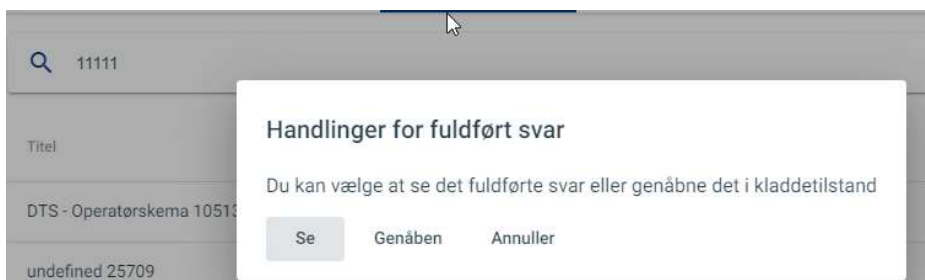 11111
Titel
Handlinger for fuldført svar
Du kan vælge at se det fuldførte svar eller genåbne det i kladdetilstand
DTS - Operatørskema 10513
Se Genåben Annuller
undefined 25709